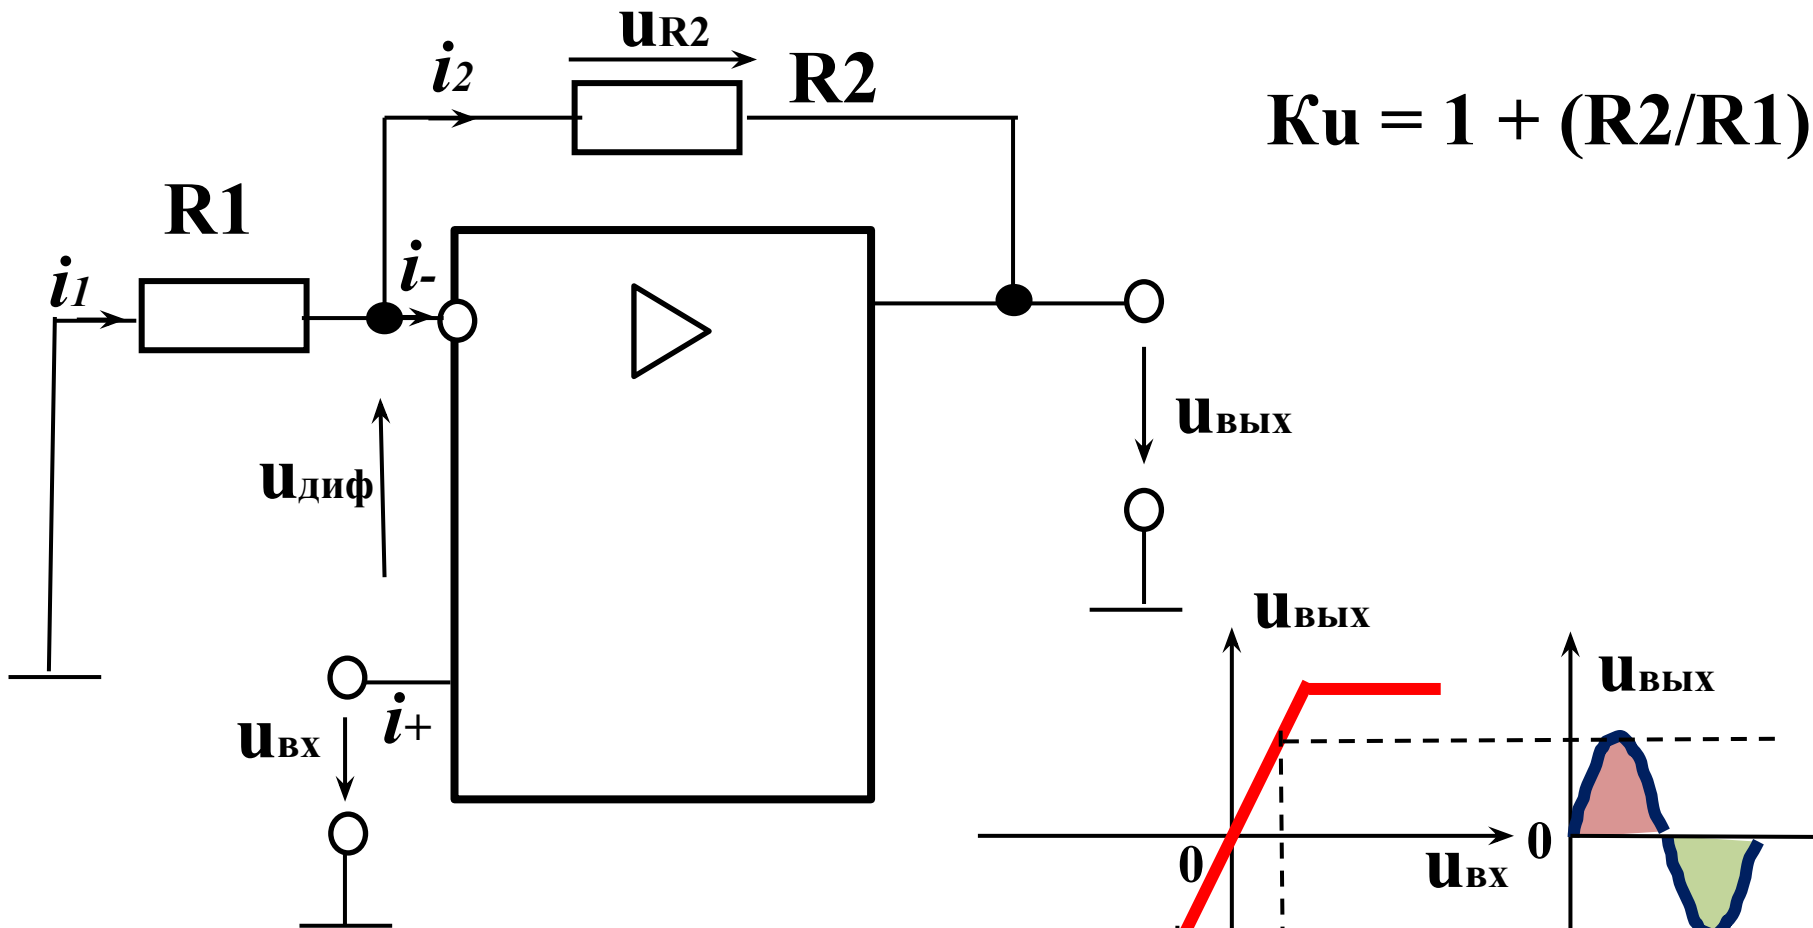 uR2
i2
R2
Ku = 1 + (R2/R1)
R1
i1
i-
uвых
uдиф
uвых
uвых
i+
uвх
0
0
uвх